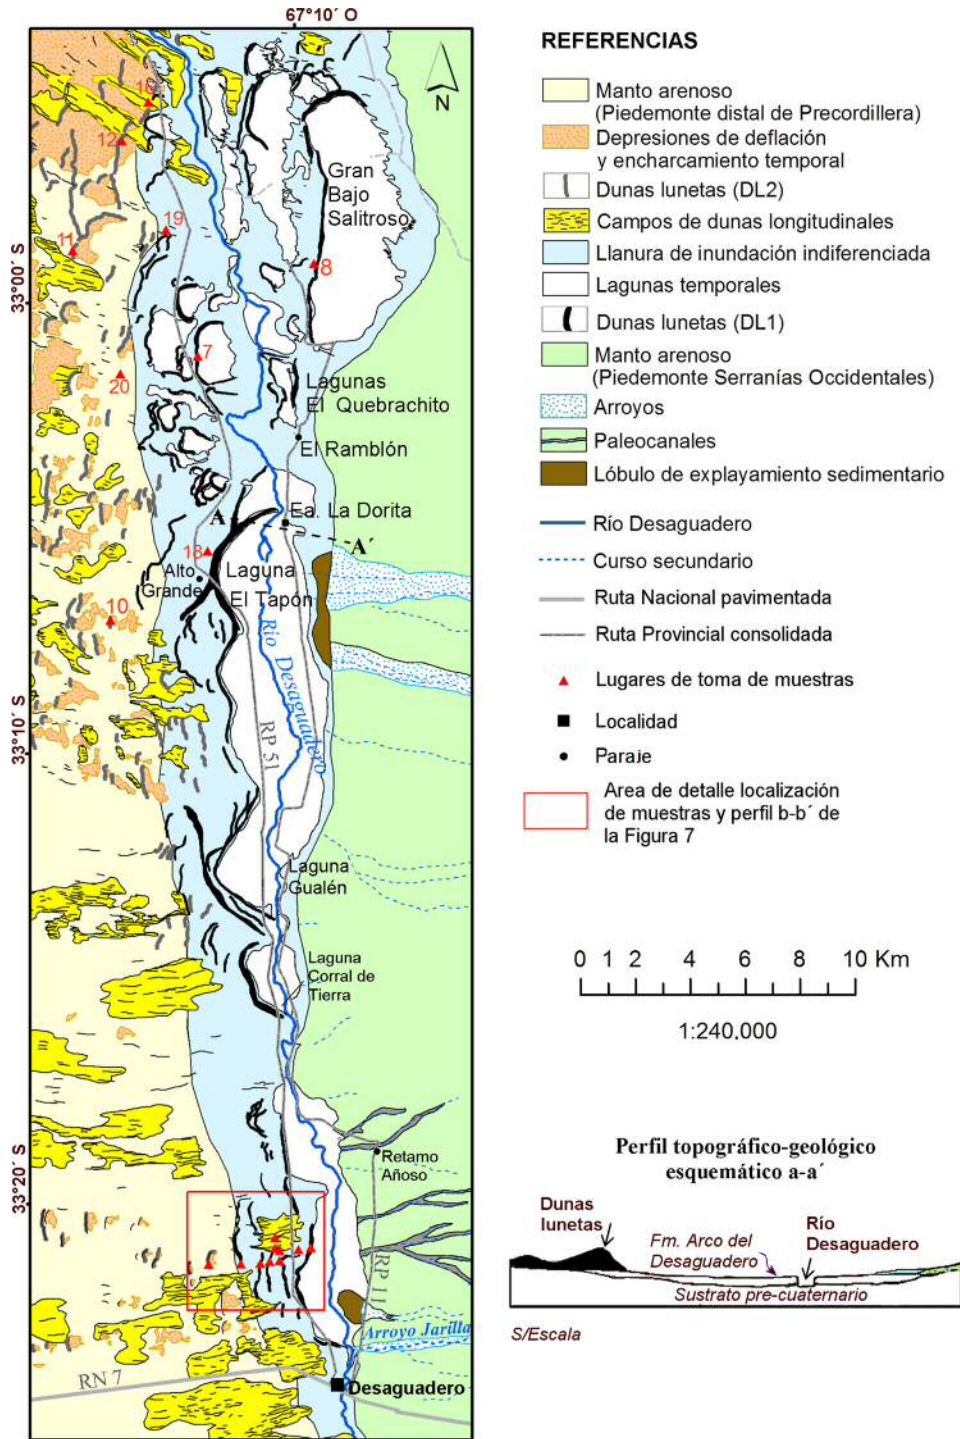 67°10´ O
N
16
12
19
11
8
7
20
18
10
Gran
Bajo
Salitroso
33°00´ S
Lagunas
El Quebrachito
El Ramblón
Ea. La Dorita
A
A´
Alto
Grande
Laguna
El Tapón
Río Desaguadero
RP 51
33°10´ S
Laguna
Gualén
Laguna
Corral de
Tierra
33°20´ S
Retamo
Añoso
RP 11
Arroyo Jarilla
RN 7
Desaguadero
REFERENCIAS
Manto arenoso
(Piedemonte distal de Precordillera)
Depresiones de deflación
y encharcamiento temporal
Dunas lunetas (DL2)
Campos de dunas longitudinales
Llanura de inundación indiferenciada
Lagunas temporales
Dunas lunetas (DL1)
Manto arenoso
(Piedemonte Serranías Occidentales)
Arroyos
Paleocanales
Lóbulo de explayamiento sedimentario
Río Desaguadero
Curso secundario
Ruta Nacional pavimentada
Ruta Provincial consolidada
Lugares de toma de muestras
Localidad
Paraje
Area de detalle localización
de muestras y perfil b-b´ de
la Figura 7
0 1 2 4 6 8 10 Km
1:240.000
Perfil topográfico-geológico
esquemático a-a´
Dunas
lunetas
Fm. Arco del
Desaguadero
Río
Desaguadero
Sustrato pre-cuaternario
S/Escala